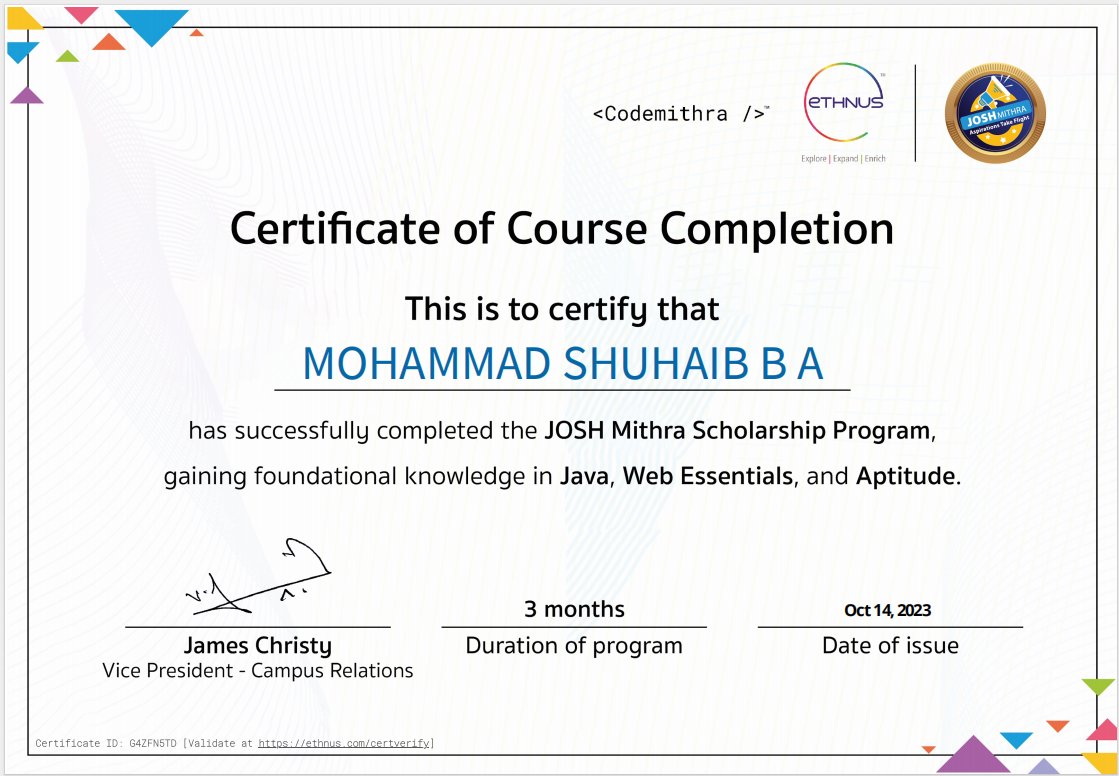 <Codemithra />™
ETHNUS™
Explore | Expand | Enrich
JOSH MITHRA
Aspirations Take Flight
Certificate of Course Completion
This is to certify that
MOHAMMAD SHUHAIB B A
has successfully completed the JOSH Mithra Scholarship Program,
gaining foundational knowledge in Java, Web Essentials, and Aptitude.
3 months
Oct 14, 2023
James Christy
Duration of program
Date of issue
Vice President - Campus Relations
Certificate ID: G4ZFN5TD [Validate at https://ethnus.com/certverify]